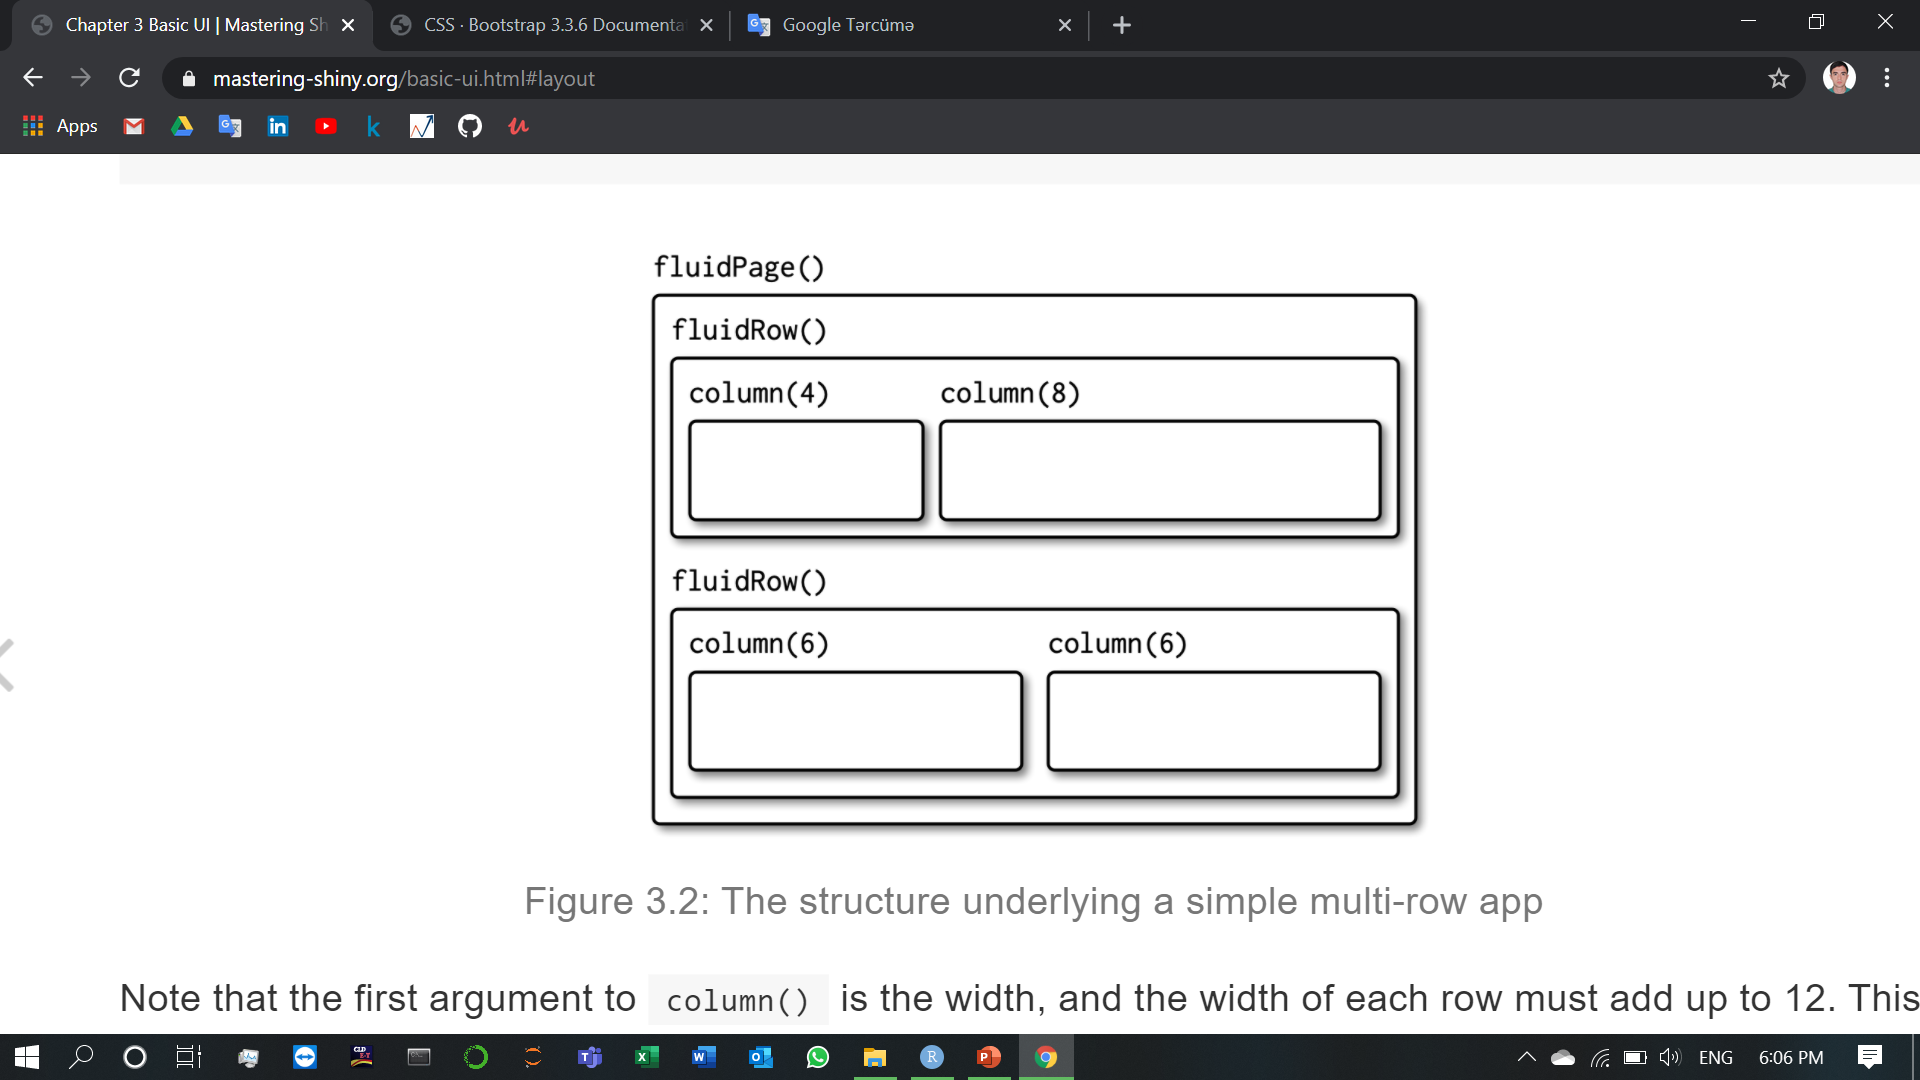 Chapter 3 Basic UI | Mastering Sh
CSS · Bootstrap 3.3.6 Documenta
Google Tərcümə
mastering-shiny.org/basic-ui.html#layout
Apps
fluidPage()
fluidRow()
column(4) column(8)
fluidRow()
column(6) column(6)
Figure 3.2: The structure underlying a simple multi-row app
Note that the first argument to column() is the width, and the width of each row must add up to 12. This
ENG 6:06 PM